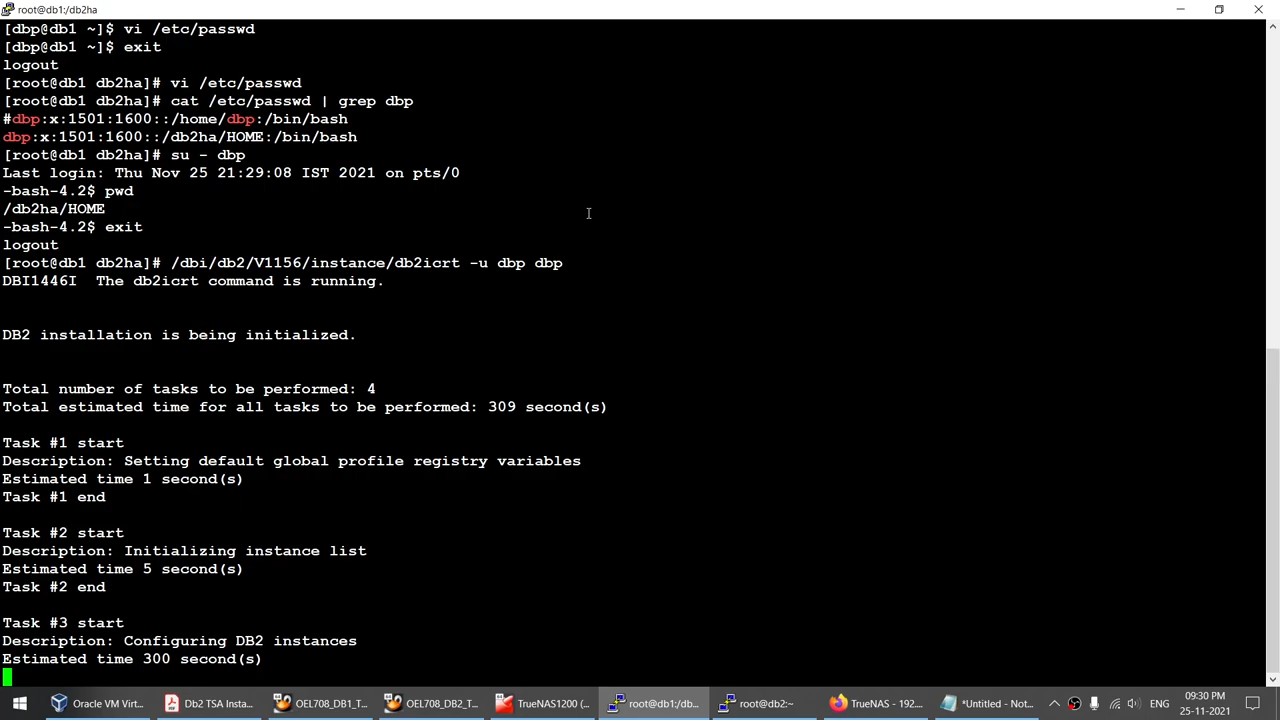 root@db1:/db2ha
[dbp@db1 ~]$ vi /etc/passwd
[dbp@db1 ~]$ exit
logout
[root@db1 db2ha]# vi /etc/passwd
[root@db1 db2ha]# cat /etc/passwd | grep dbp
#dbp:x:1501:1600::/home/dbp:/bin/bash
dbp:x:1501:1600::/db2ha/HOME:/bin/bash
[root@db1 db2ha]# su - dbp
Last login: Thu Nov 25 21:29:08 IST 2021 on pts/0
-bash-4.2$ pwd
/db2ha/HOME
-bash-4.2$ exit
logout
[root@db1 db2ha]# /dbi/db2/V1156/instance/db2icrt -u dbp dbp
DBI1446I  The db2icrt command is running.
DB2 installation is being initialized.
Total number of tasks to be performed: 4
Total estimated time for all tasks to be performed: 309 second(s)
Task #1 start
Description: Setting default global profile registry variables
Estimated time 1 second(s)
Task #1 end
Task #2 start
Description: Initializing instance list
Estimated time 5 second(s)
Task #2 end
Task #3 start
Description: Configuring DB2 instances
Estimated time 300 second(s)
Oracle VM Virt... Db2 TSA Insta... OEL708_DB1_T... OEL708_DB2_T... TrueNAS1200 (... root@db1:/db... root@db2:~ TrueNAS - 192.... *Untitled - Not... ENG 09:30 PM
25-11-2021